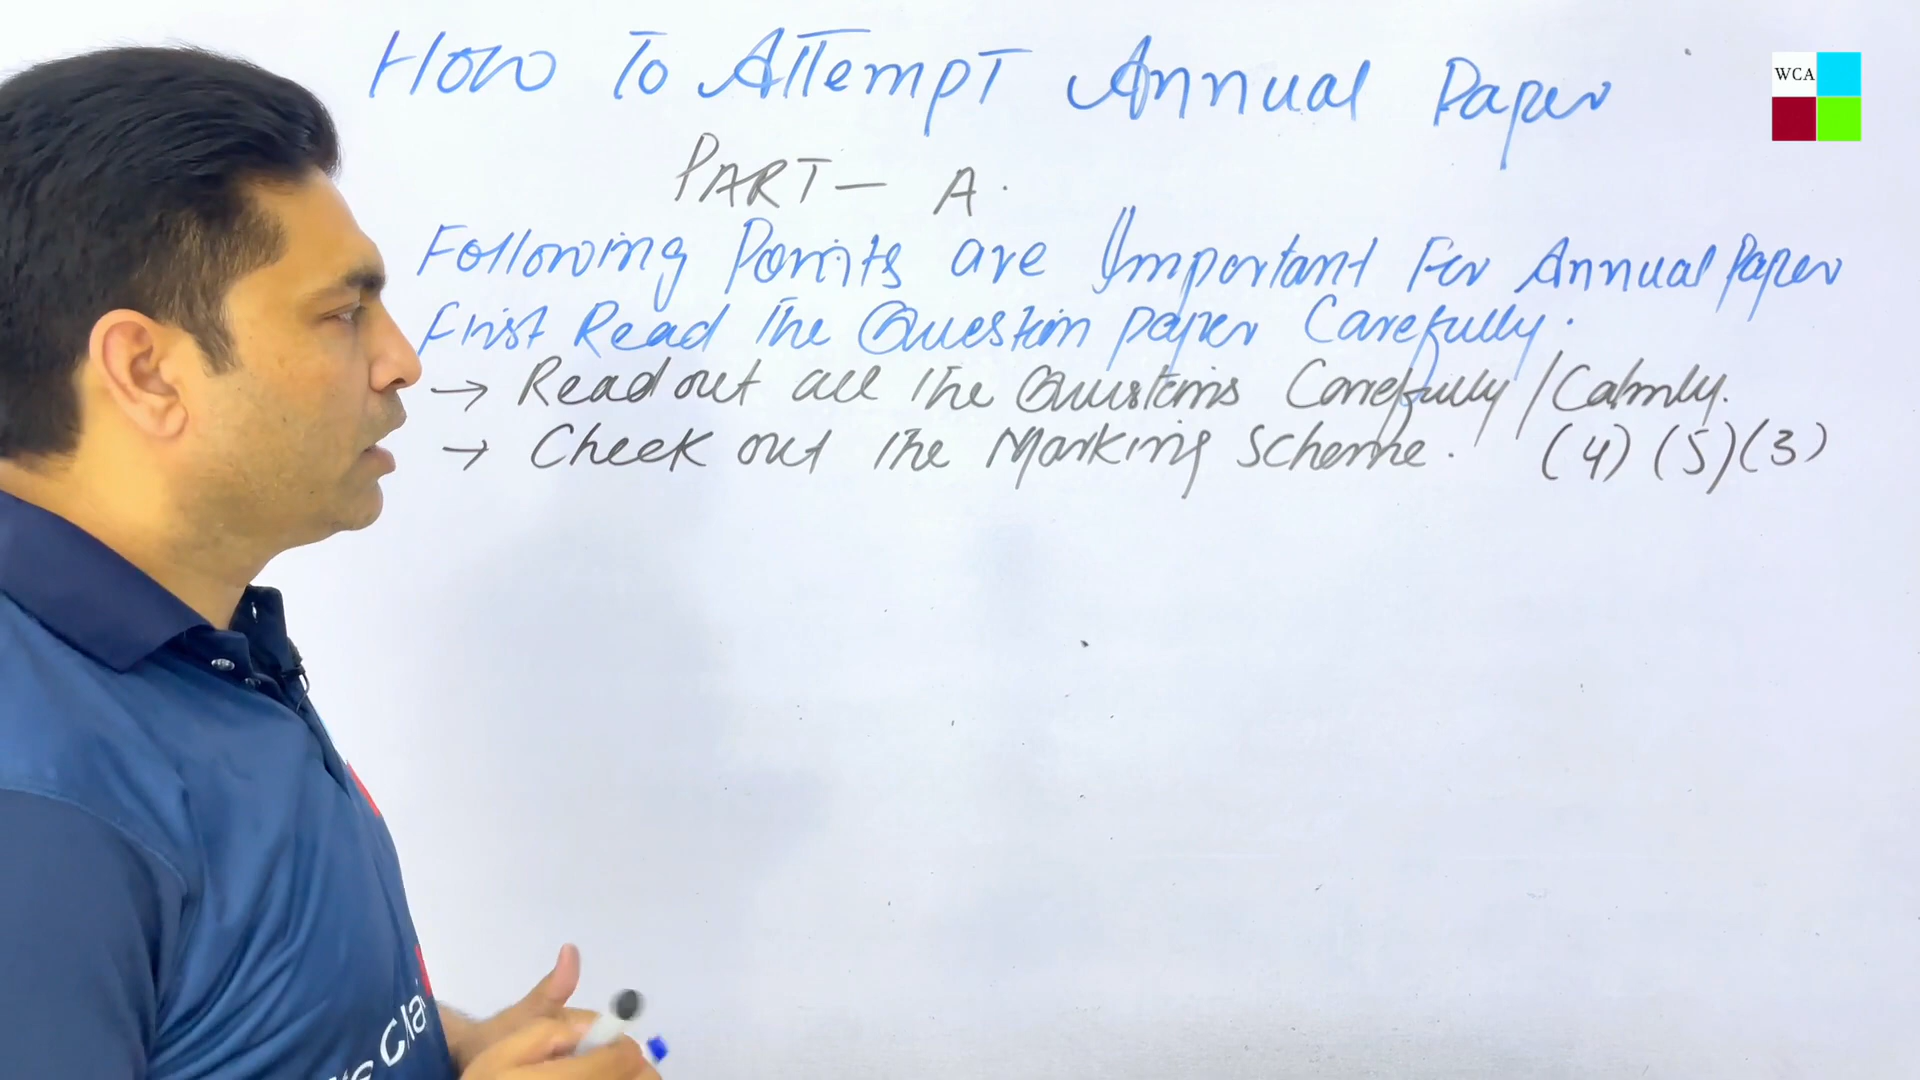 How To Attempt Annual Paper
WCA
PART - A.
Following Points are Important For Annual Paper
First Read The Question paper Carefully.
→ Read out all The Questions Carefully / Calmly.
→ Check out The Marking Scheme. (4) (5) (3)